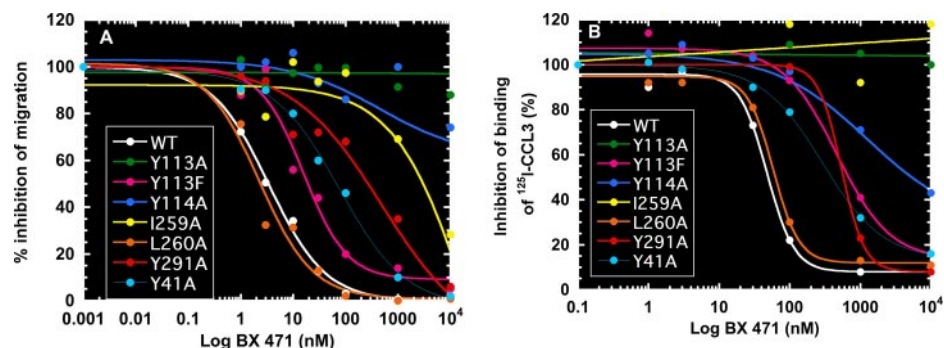 A
% inhibition of migration
120
100
80
60
40
20
0
WT
Y113A
Y113F
Y114A
I259A
L260A
Y291A
Y41A
0.001 0.01 0.1 1 10 100 1000 10⁴
Log BX 471 (nM)
B
Inhibition of binding
of ¹²⁵I-CCL3 (%)
120
100
80
60
40
20
0
WT
Y113A
Y113F
Y114A
I259A
L260A
Y291A
Y41A
0.1 1 10 100 1000 10⁴
Log BX 471 (nM)